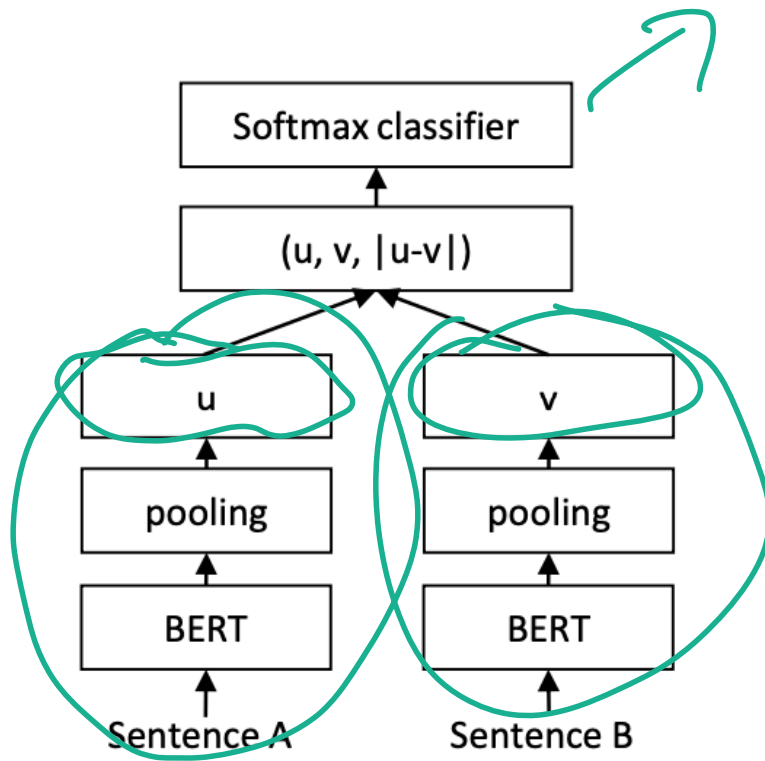 Softmax classifier
(u, v, |u-v|)
u v
pooling pooling
BERT BERT
Sentence A Sentence B